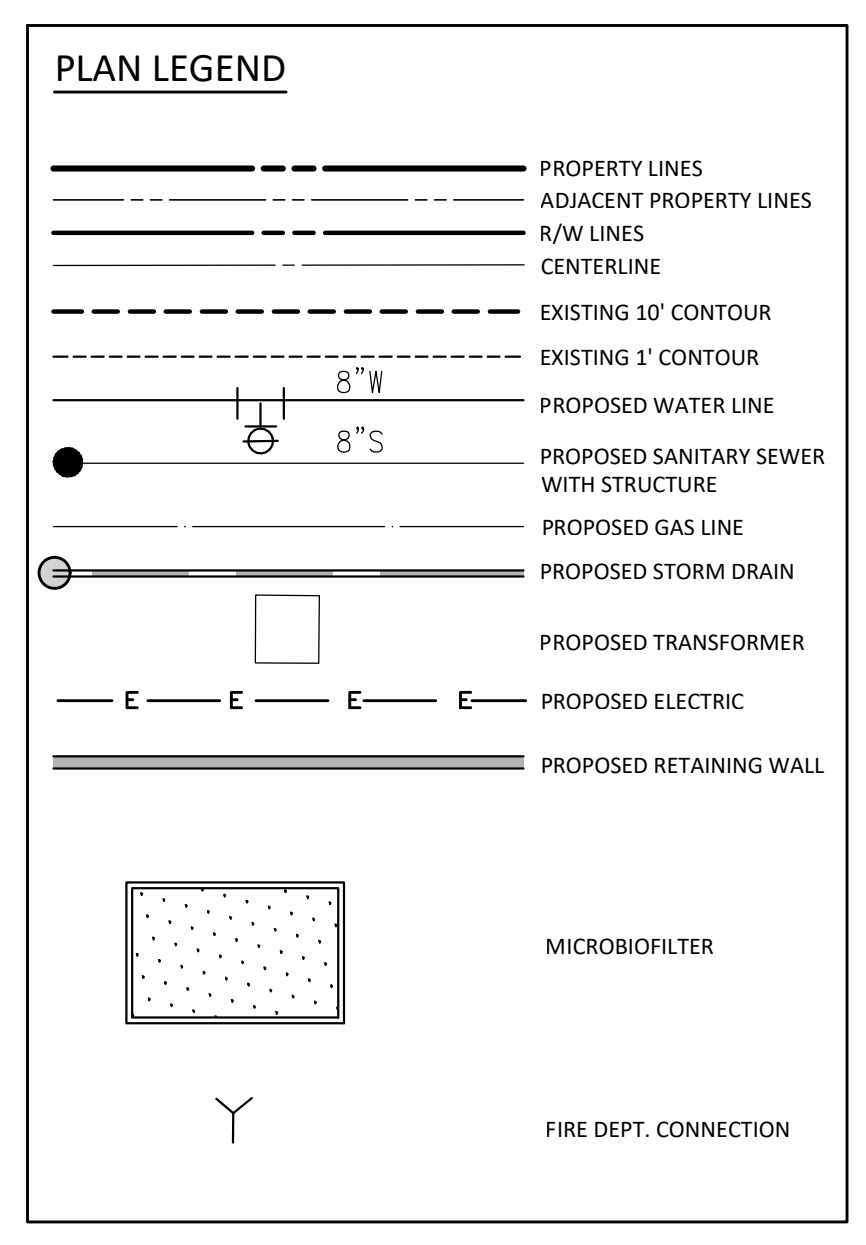 PLAN LEGEND
PROPERTY LINES
ADJACENT PROPERTY LINES
R/W LINES
CENTERLINE
EXISTING 10' CONTOUR
EXISTING 1' CONTOUR
8"W
PROPOSED WATER LINE
8"S
PROPOSED SANITARY SEWER
WITH STRUCTURE
PROPOSED GAS LINE
PROPOSED STORM DRAIN
PROPOSED TRANSFORMER
E E E E PROPOSED ELECTRIC
PROPOSED RETAINING WALL
MICROBIOFILTER
FIRE DEPT. CONNECTION